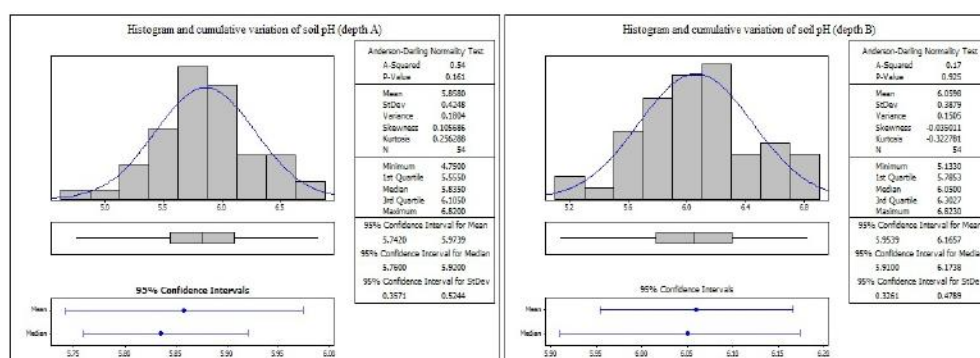 Histogram and cumulative variation of soil pH (depth A)
Anderson-Darling Normality Test
A-Squared 0.54
P-Value 0.161
Mean 5.8580
StDev 0.4248
Variance 0.1804
Skewness 0.105686
Kurtosis 0.256288
N 54
Minimum 4.7500
1st Quartile 5.5550
Median 5.8350
3rd Quartile 6.1050
Maximum 6.8200
95% Confidence Interval for Mean
5.7420 5.9739
95% Confidence Interval for Median
5.7600 5.9200
95% Confidence Interval for StDev
0.3571 0.5244
5.0 5.5 6.0 6.5
95% Confidence Intervals
Mean
Median
5.75 5.80 5.85 5.90 5.95 6.00
Histogram and cumulative variation of soil pH (depth B)
Anderson-Darling Normality Test
A-Squared 0.17
P-Value 0.925
Mean 6.0598
StDev 0.3879
Variance 0.1505
Skewness -0.035011
Kurtosis -0.322781
N 54
Minimum 5.1330
1st Quartile 5.7853
Median 6.0500
3rd Quartile 6.3027
Maximum 6.8230
95% Confidence Interval for Mean
5.9539 6.1657
95% Confidence Interval for Median
5.9100 6.1738
95% Confidence Interval for StDev
0.3261 0.4789
5.2 5.6 6.0 6.4 6.8
95% Confidence Intervals
Mean
Median
5.90 5.95 6.00 6.05 6.10 6.15 6.20